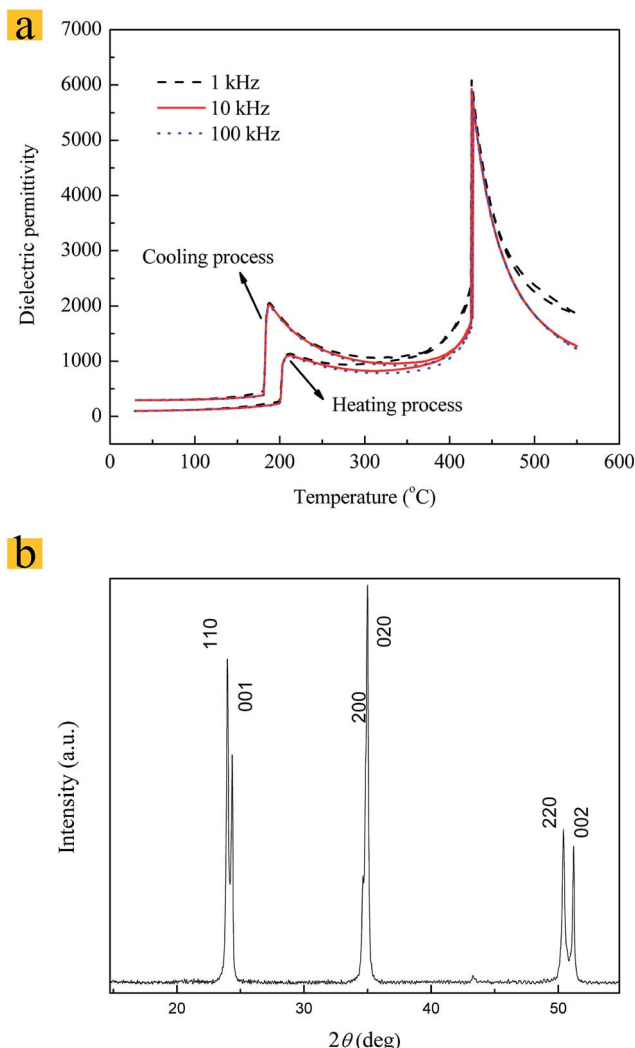 a
7000
6000
5000
4000
3000
2000
1000
0
Dielectric permittivity
1 kHz
10 kHz
100 kHz
Cooling process
Heating process
0 100 200 300 400 500 600
Temperature (°C)
b
Intensity (a.u.)
110
001
200
020
220
002
20 30 40 50
2θ (deg)